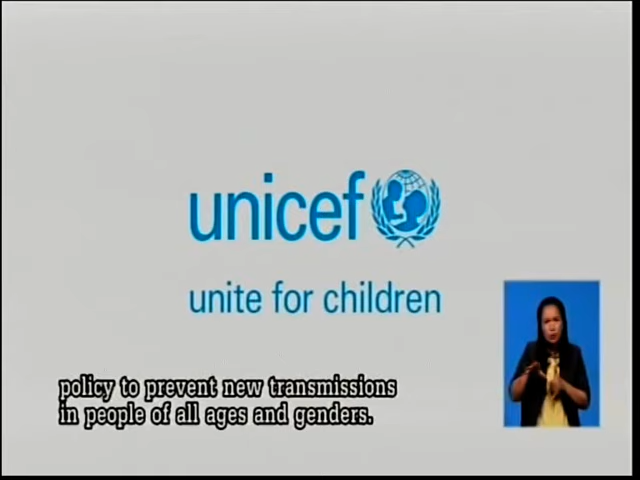 unicef
unite for children
policy to prevent new transmissions
in people of all ages and genders.